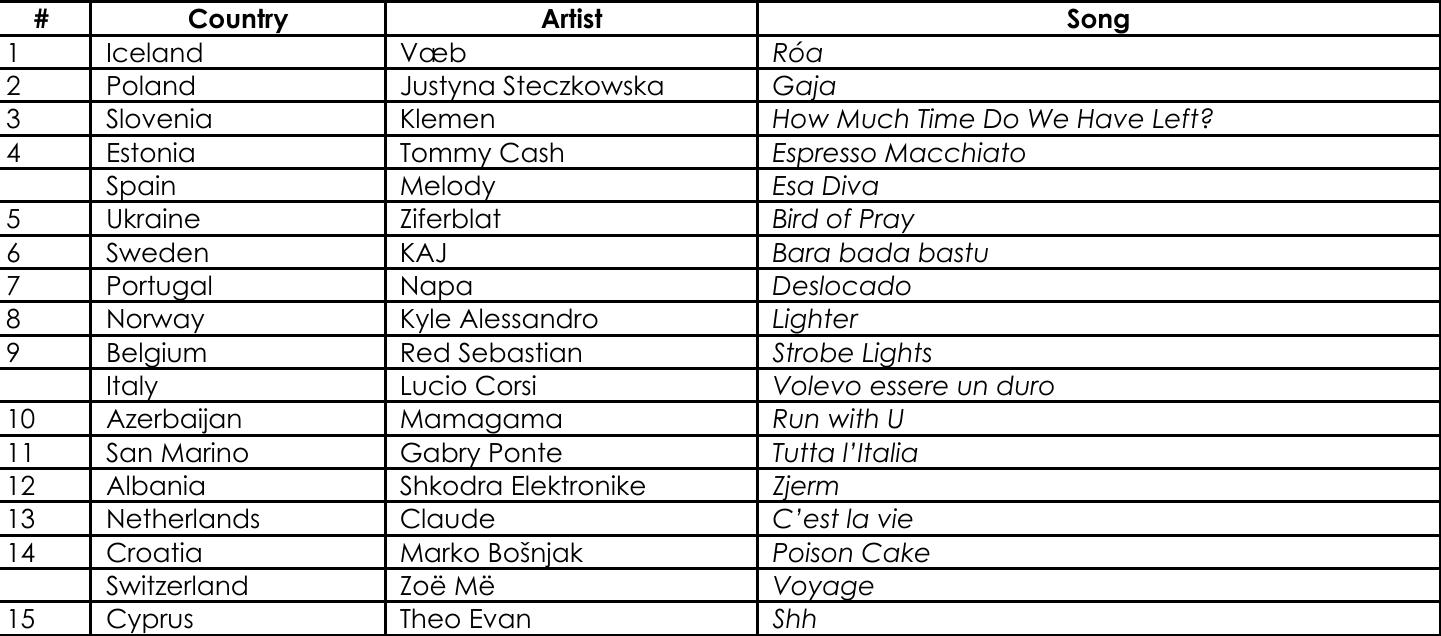 # Country Artist Song
1 Iceland Væb Róa
2 Poland Justyna Steczkowska Gaja
3 Slovenia Klemen How Much Time Do We Have Left?
4 Estonia Tommy Cash Espresso Macchiato
Spain Melody Esa Diva
5 Ukraine Ziferblat Bird of Pray
6 Sweden KAJ Bara bada bastu
7 Portugal Napa Deslocado
8 Norway Kyle Alessandro Lighter
9 Belgium Red Sebastian Strobe Lights
Italy Lucio Corsi Volevo essere un duro
10 Azerbaijan Mamagama Run with U
11 San Marino Gabry Ponte Tutta l’Italia
12 Albania Shkodra Elektronike Zjerm
13 Netherlands Claude C’est la vie
14 Croatia Marko Bošnjak Poison Cake
Switzerland Zoë Më Voyage
15 Cyprus Theo Evan Shh